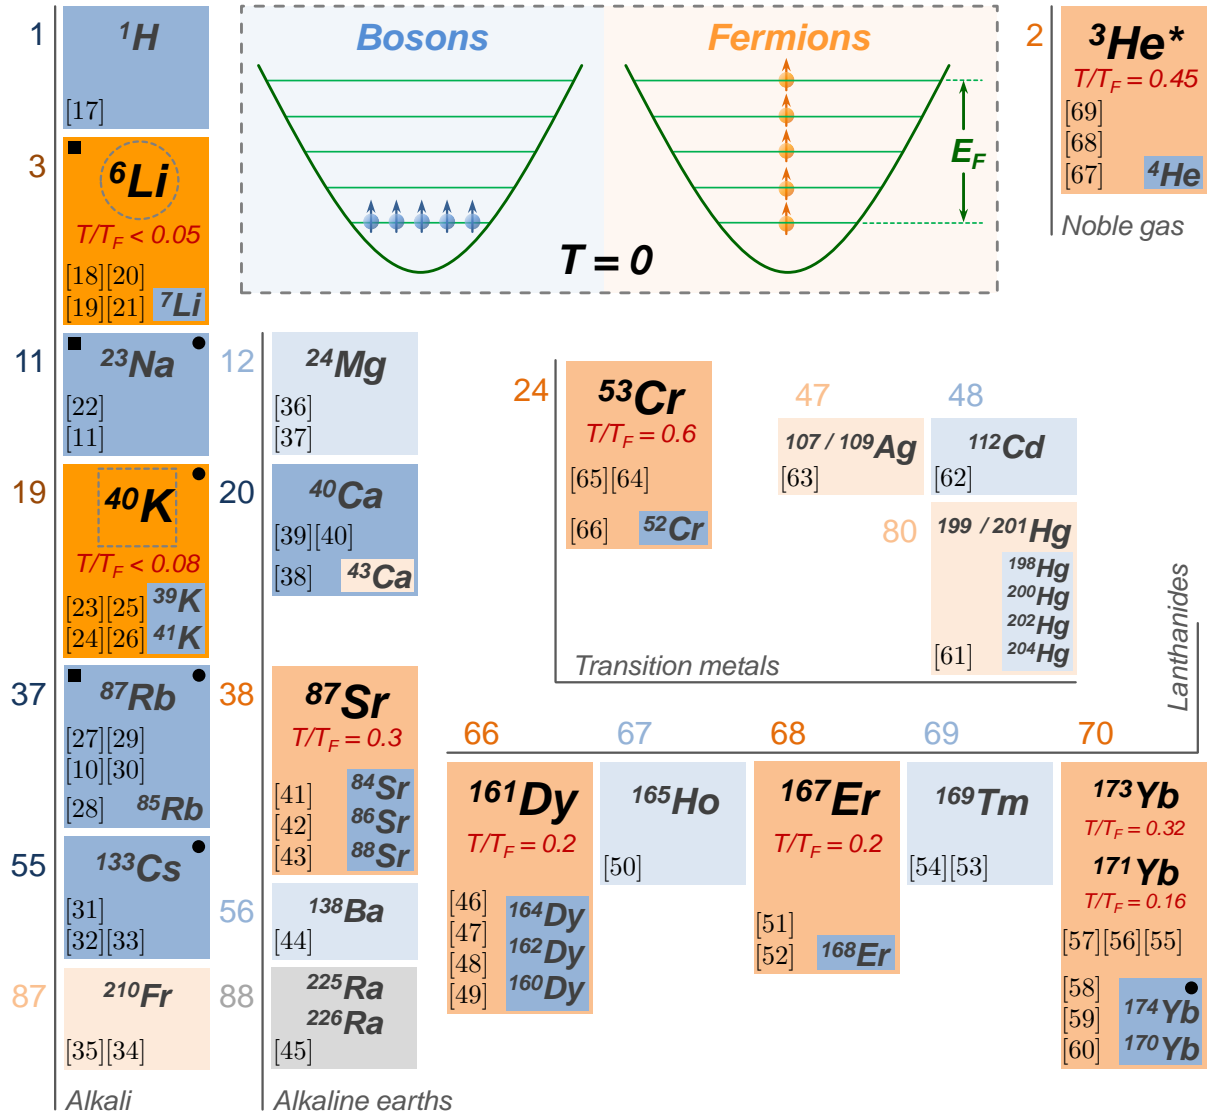 1
¹H
[17]
3
⁶Li
T/T_F < 0.05
[18][20]
[19][21] ⁷Li
11
²³Na
[22]
[11]
19
⁴⁰K
T/T_F < 0.08
[23][25] ³⁹K
[24][26] ⁴¹K
37
⁸⁷Rb
[27][29]
[10][30]
[28] ⁸⁵Rb
55
¹³³Cs
[31]
[32][33]
87
²¹⁰Fr
[35][34]
Alkali
Bosons
Fermions
E_F
T = 0
2
³He*
T/T_F = 0.45
[69]
[68]
[67] ⁴He
Noble gas
12
²⁴Mg
[36]
[37]
20
⁴⁰Ca
[39][40]
[38] ⁴³Ca
38
⁸⁷Sr
T/T_F = 0.3
[41] ⁸⁴Sr
[42] ⁸⁶Sr
[43] ⁸⁸Sr
56
¹³⁸Ba
[44]
88
²²⁵Ra
²²⁶Ra
[45]
Alkaline earths
24
⁵³Cr
T/T_F = 0.6
[65][64]
[66] ⁵²Cr
47
¹⁰⁷ / ¹⁰⁹Ag
[63]
48
¹¹²Cd
[62]
80
¹⁹⁹ / ²⁰¹Hg
¹⁹⁸Hg
²⁰⁰Hg
²⁰²Hg
[61] ²⁰⁴Hg
Transition metals
Lanthanides
66
¹⁶¹Dy
T/T_F = 0.2
[46] ¹⁶⁴Dy
[47]
[48] ¹⁶²Dy
[49] ¹⁶⁰Dy
67
¹⁶⁵Ho
[50]
68
¹⁶⁷Er
T/T_F = 0.2
[51]
[52] ¹⁶⁸Er
69
¹⁶⁹Tm
[54][53]
70
¹⁷³Yb
T/T_F = 0.32
¹⁷¹Yb
T/T_F = 0.16
[57][56][55]
[58]
[59] ¹⁷⁴Yb
[60] ¹⁷⁰Yb